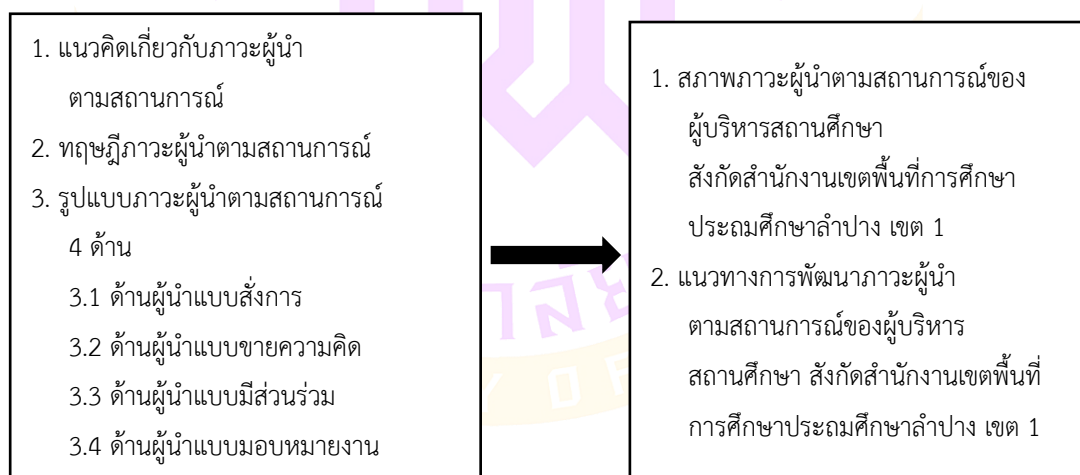 1. แนวคิดเกี่ยวกับภาวะผู้นำ
ตามสถานการณ์
2. ทฤษฎีภาวะผู้นำตามสถานการณ์
3. รูปแบบภาวะผู้นำตามสถานการณ์
4 ด้าน
3.1 ด้านผู้นำแบบสั่งการ
3.2 ด้านผู้นำแบบขายความคิด
3.3 ด้านผู้นำแบบมีส่วนร่วม
3.4 ด้านผู้นำแบบมอบหมายงาน
1. สภาพภาวะผู้นำตามสถานการณ์ของ
ผู้บริหารสถานศึกษา
สังกัดสำนักงานเขตพื้นที่การศึกษา
ประถมศึกษาลำปาง เขต 1
2. แนวทางการพัฒนาภาวะผู้นำ
ตามสถานการณ์ของผู้บริหาร
สถานศึกษา สังกัดสำนักงานเขตพื้นที่
การศึกษาประถมศึกษาลำปาง เขต 1